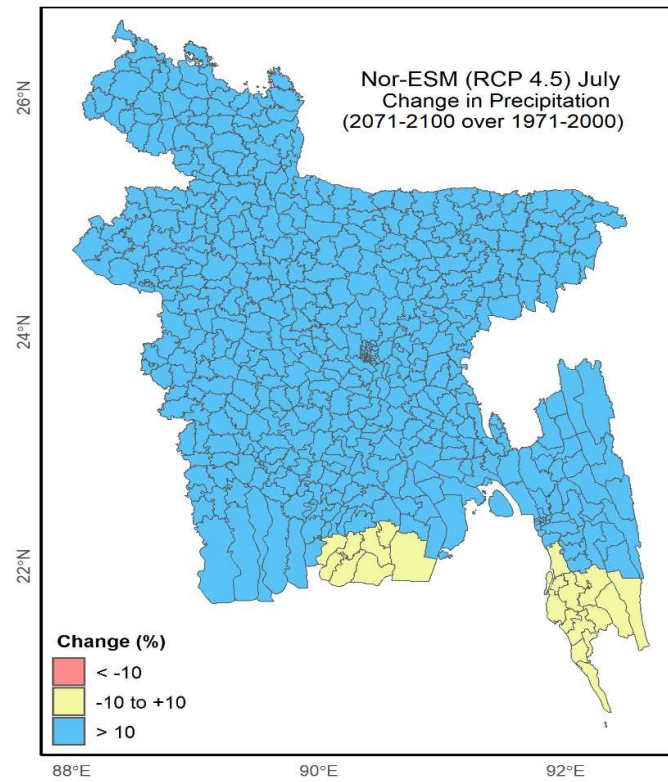 Nor-ESM (RCP 4.5) July
Change in Precipitation
(2071-2100 over 1971-2000)
26°N
24°N
22°N
Change (%)
< -10
-10 to +10
> 10
88°E
90°E
92°E